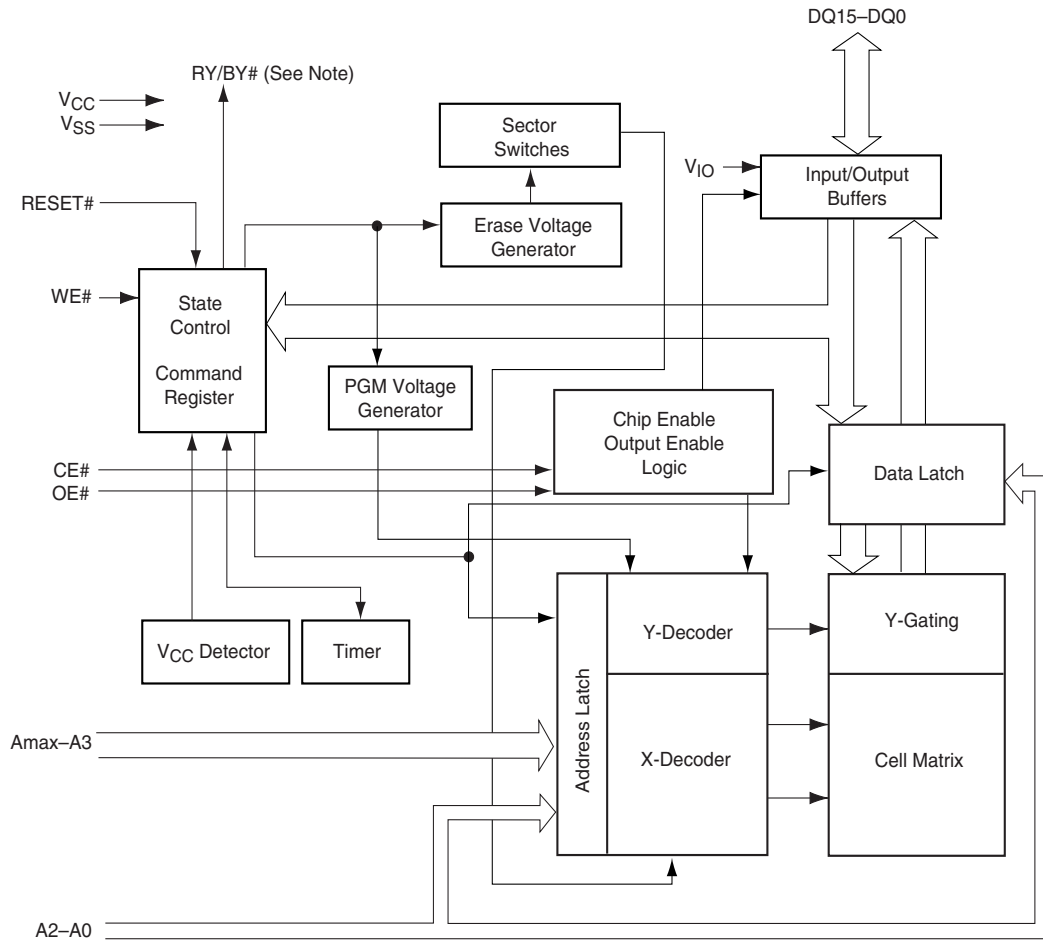 DQ15–DQ0
RY/BY# (See Note)
VCC
VSS
Sector
Switches
VIO
Input/Output
Buffers
RESET#
Erase Voltage
Generator
WE#
State
Control
Command
Register
PGM Voltage
Generator
Chip Enable
Output Enable
Logic
CE#
OE#
Data Latch
VCC Detector
Timer
Y-Decoder
Y-Gating
Address Latch
Amax–A3
X-Decoder
Cell Matrix
A2–A0